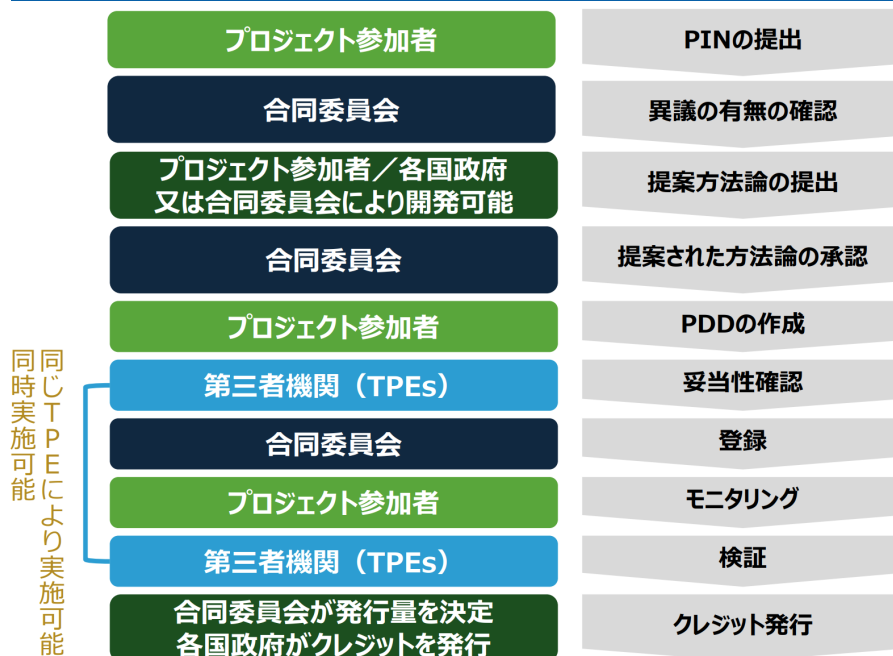 プロジェクト参加者
PINの提出
合同委員会
異議の有無の確認
プロジェクト参加者／各国政府
又は合同委員会により開発可能
提案方法論の提出
合同委員会
提案された方法論の承認
プロジェクト参加者
PDDの作成
第三者機関（TPEs）
妥当性確認
合同委員会
登録
プロジェクト参加者
モニタリング
第三者機関（TPEs）
検証
合同委員会が発行量を決定
各国政府がクレジットを発行
クレジット発行
同じTPEにより実施可能
同時実施可能